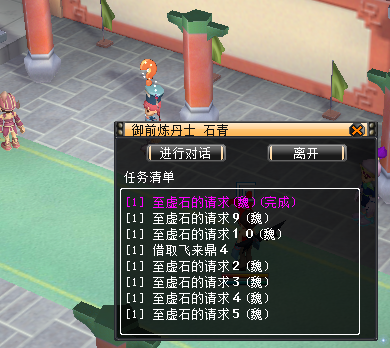 御前炼丹士 石青
进行对话 离开
任务清单
[1] 至虚石的请求(魏)(完成)
[1] 至虚石的请求9(魏)
[1] 至虚石的请求10(魏)
[1] 借取飞来鼎4
[1] 至虚石的请求2(魏)
[1] 至虚石的请求3(魏)
[1] 至虚石的请求4(魏)
[1] 至虚石的请求5(魏)